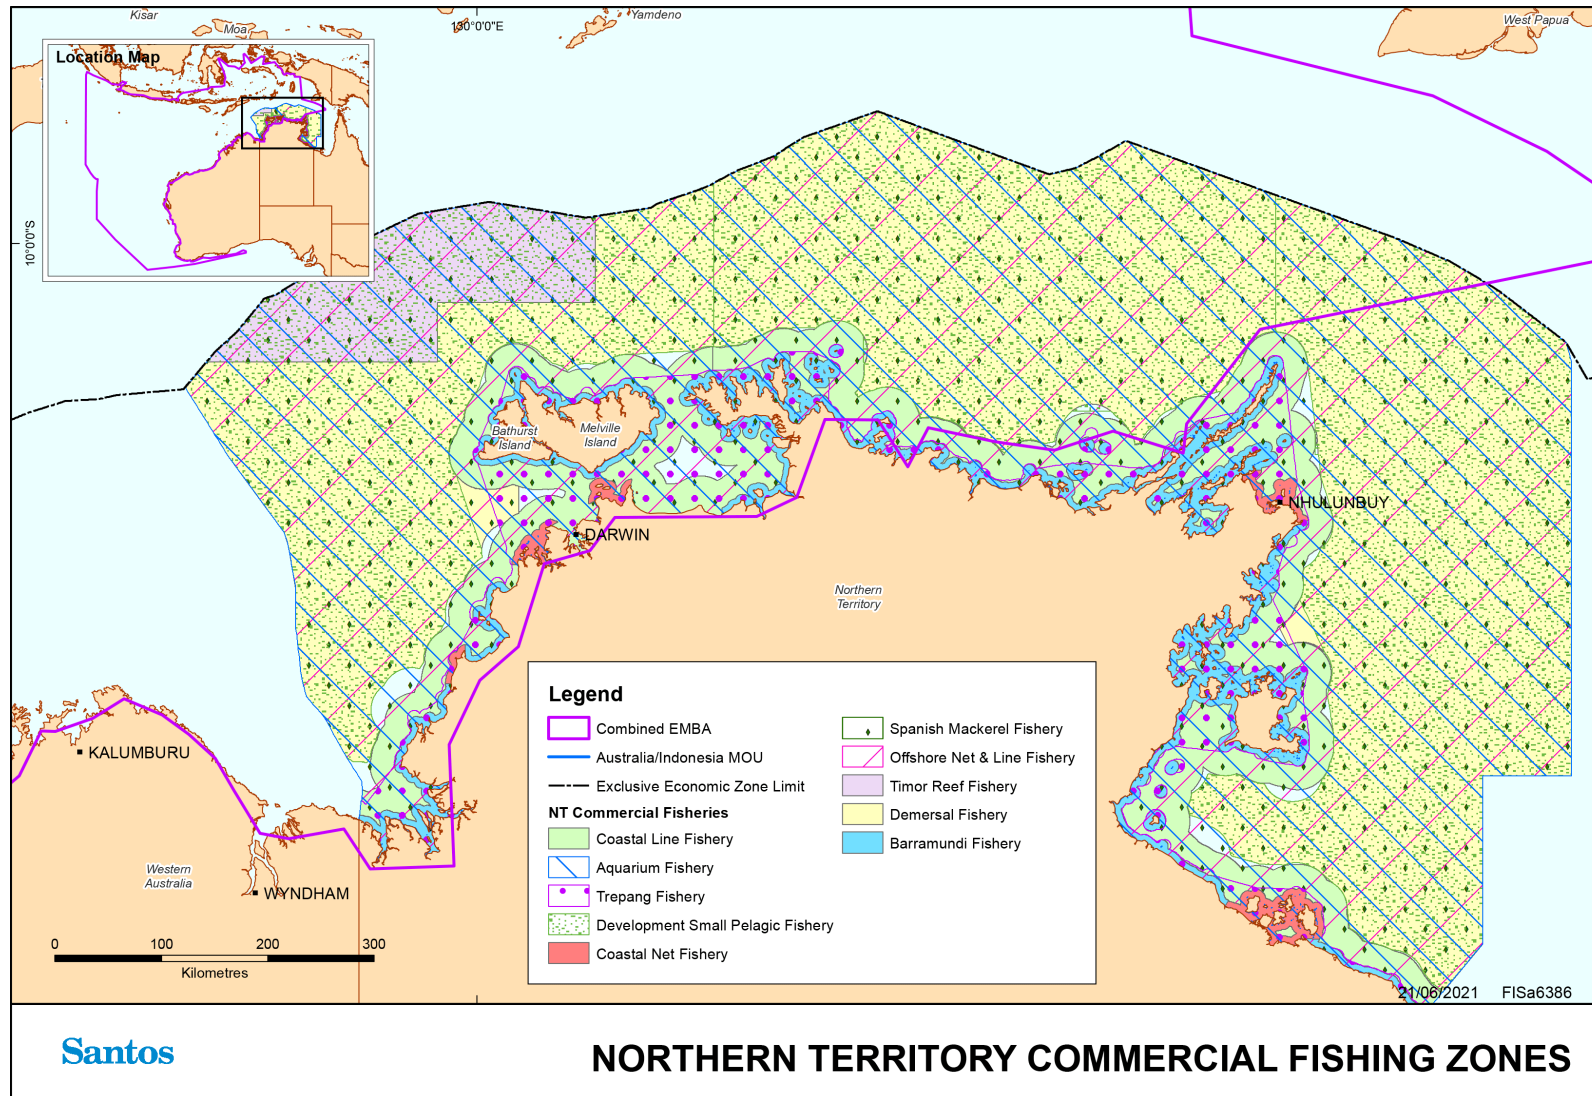 Kisar
Moa
130°0'0"E
Yamdeno
West Papua
Location Map
10°0'0"S
Bathurst
Island
Melville
Island
DARWIN
NHULUNBUY
Northern
Territory
KALUMBURU
WYNDHAM
Western
Australia
Legend
Combined EMBA
Australia/Indonesia MOU
Exclusive Economic Zone Limit
NT Commercial Fisheries
Coastal Line Fishery
Aquarium Fishery
Trepang Fishery
Development Small Pelagic Fishery
Coastal Net Fishery
Spanish Mackerel Fishery
Offshore Net & Line Fishery
Timor Reef Fishery
Demersal Fishery
Barramundi Fishery
0 100 200 300
Kilometres
21/06/2021 FISa6386
Santos
NORTHERN TERRITORY COMMERCIAL FISHING ZONES